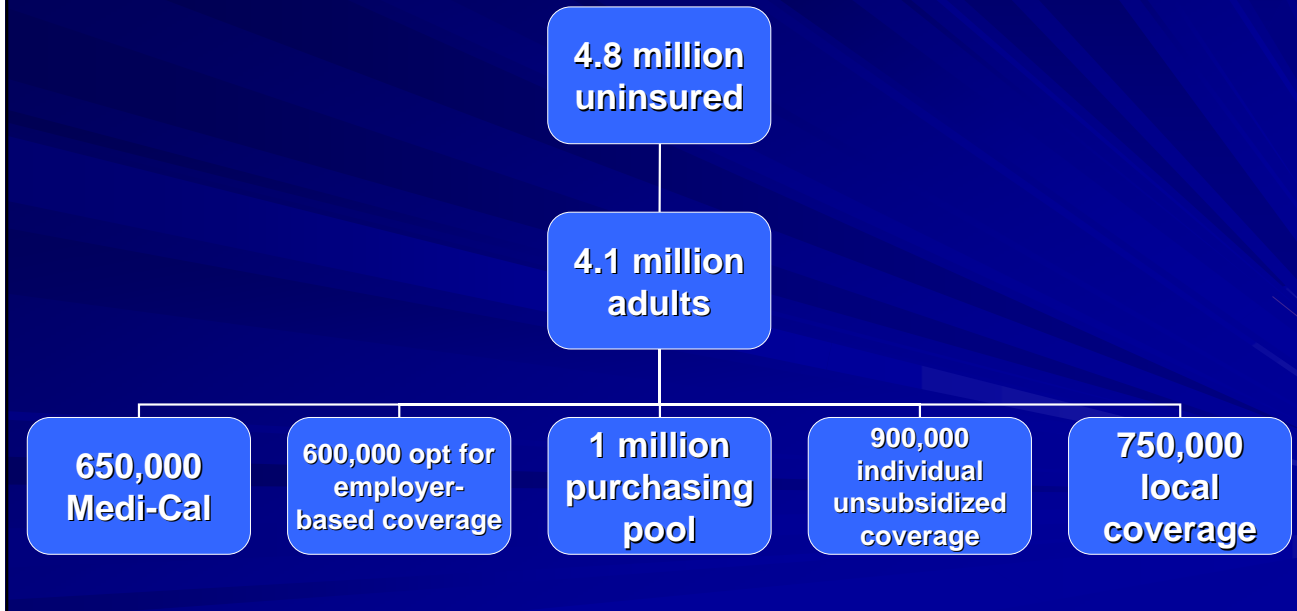 4.8 million
uninsured
4.1 million
adults
650,000
Medi-Cal
600,000 opt for
employer-
based coverage
1 million
purchasing
pool
900,000
individual
unsubsidized
coverage
750,000
local
coverage